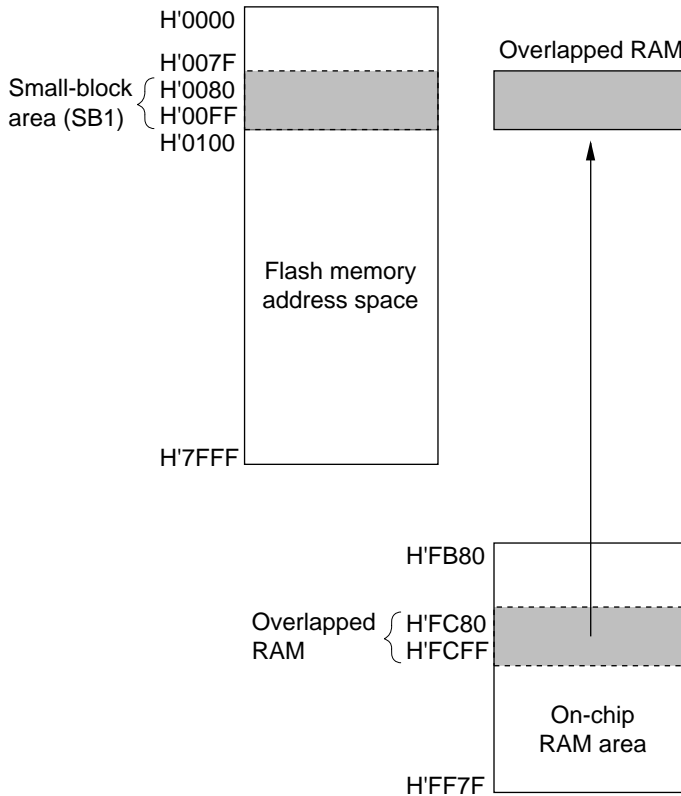 H'0000
H'007F
Small-block
area (SB1)
H'0080
H'00FF
H'0100
Overlapped RAM
Flash memory
address space
H'7FFF
H'FB80
Overlapped
RAM
H'FC80
H'FCFF
On-chip
RAM area
H'FF7F